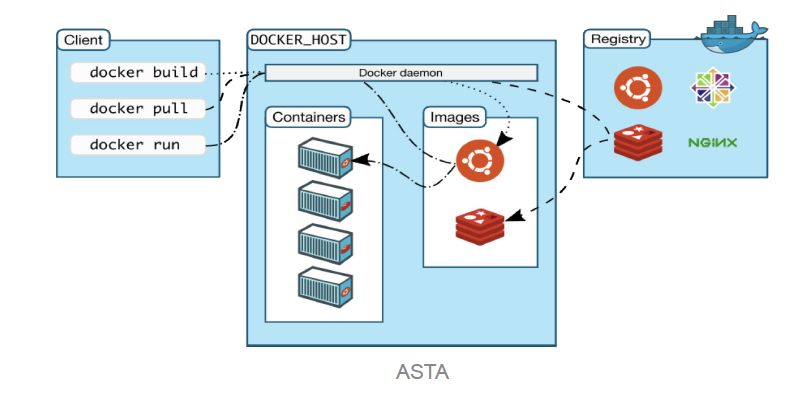 Client
docker build
docker pull
docker run
DOCKER_HOST
Docker daemon
Containers
Images
Registry
NGINX
ASTA